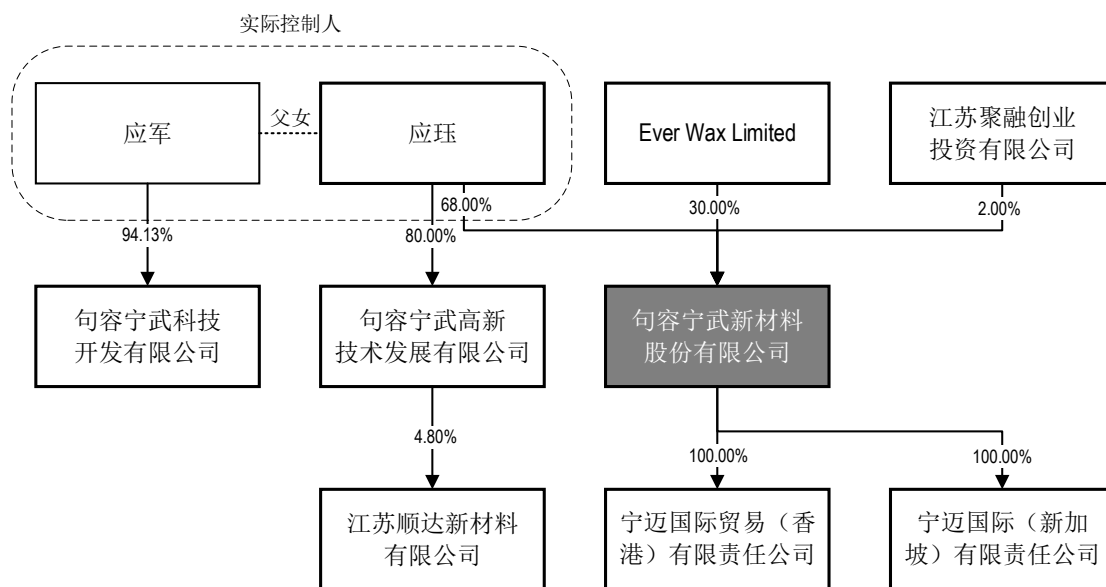 实际控制人
应军
父女
应珏
Ever Wax Limited
江苏聚融创业
投资有限公司
94.13%
80.00%
68.00%
30.00%
2.00%
句容宁武科技
开发有限公司
句容宁武高新
技术发展有限公司
句容宁武新材料
股份有限公司
4.80%
100.00%
100.00%
江苏顺达新材料
有限公司
宁迈国际贸易（香
港）有限责任公司
宁迈国际（新加
坡）有限责任公司